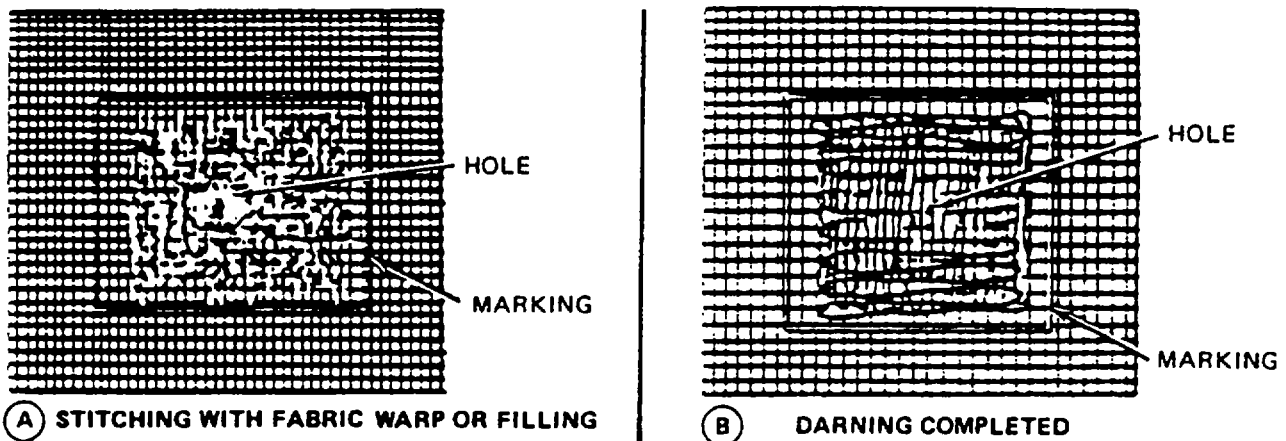 HOLE
MARKING
A STITCHING WITH FABRIC WARP OR FILLING
HOLE
MARKING
B DARNING COMPLETED